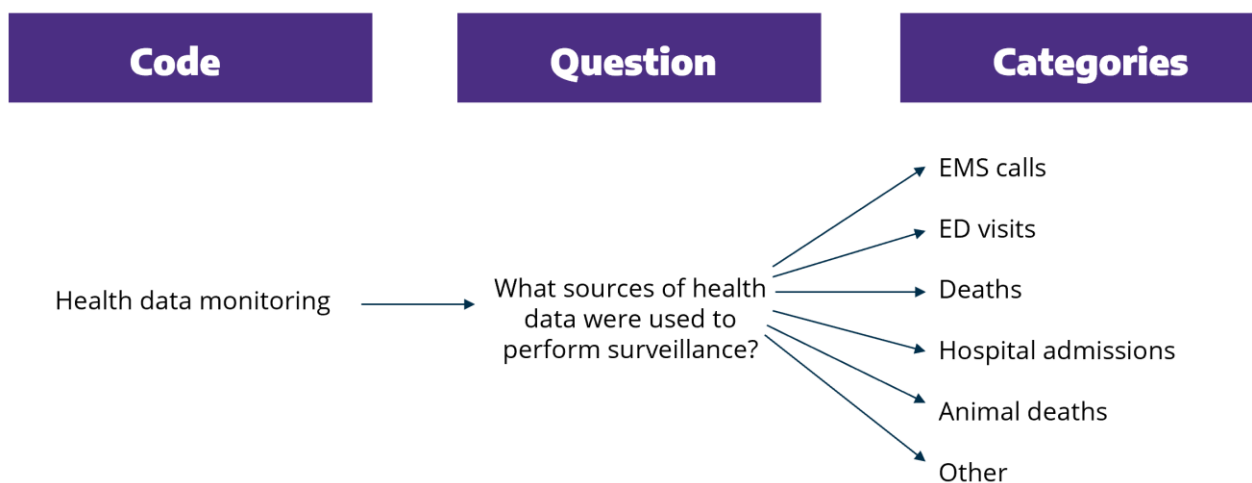 Code
Question
Categories
Health data monitoring
What sources of health
data were used to
perform surveillance?
EMS calls
ED visits
Deaths
Hospital admissions
Animal deaths
Other